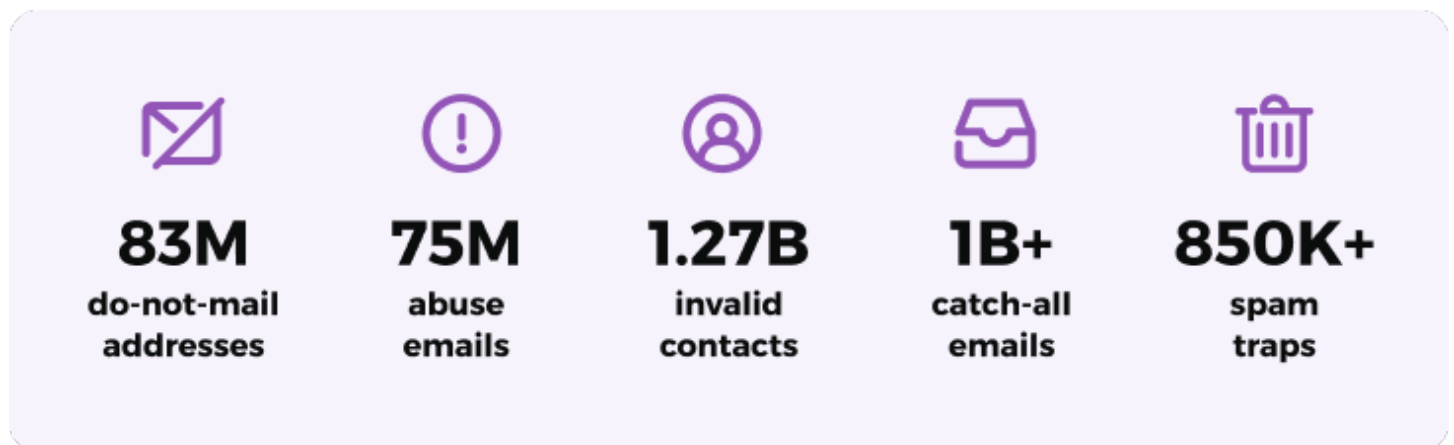 83M
do-not-mail
addresses
75M
abuse
emails
1.27B
invalid
contacts
1B+
catch-all
emails
850K+
spam
traps